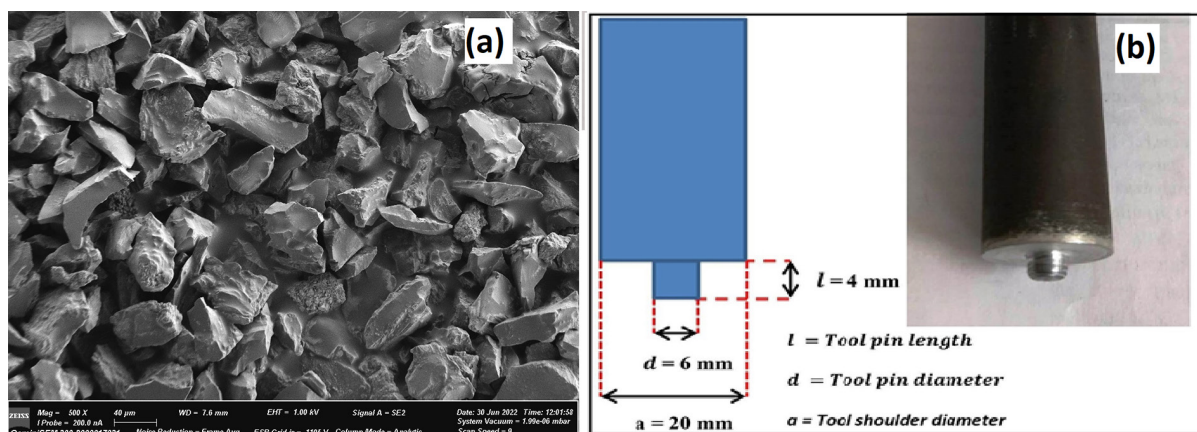 (a)
ZEISS
Mag = 500 X
I Probe = 200.0 nA
40 µm
WD = 7.6 mm
EHT = 1.00 kV
Signal A = SE2
Date: 30 Jun 2022 Time: 12:01:58
System Vacuum = 1.99e-06 mbar
(b)
l = 4 mm
d = 6 mm
a = 20 mm
l = Tool pin length
d = Tool pin diameter
a = Tool shoulder diameter